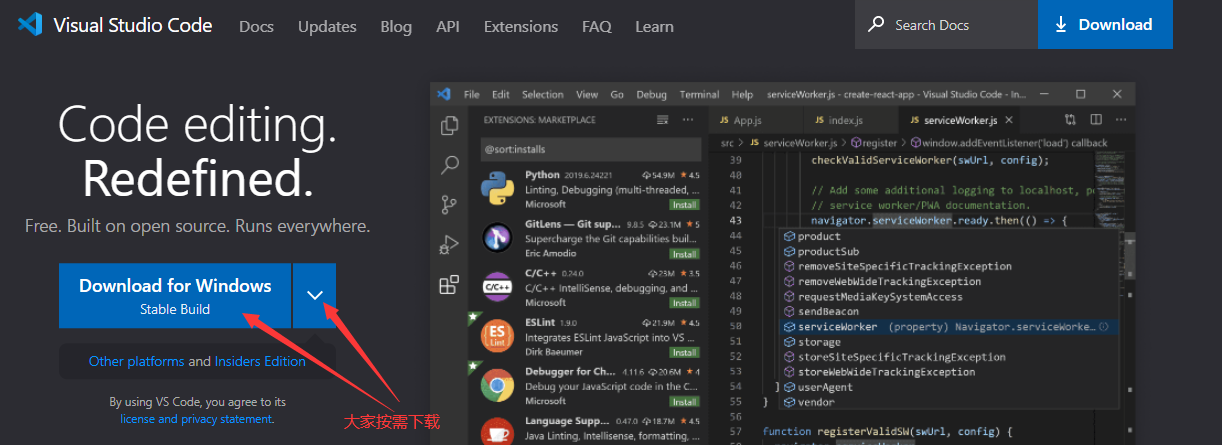 Visual Studio Code Docs Updates Blog API Extensions FAQ Learn Search Docs Download
Code editing.
Redefined.
Free. Built on open source. Runs everywhere.
Download for Windows
Stable Build
Other platforms and Insiders Edition
By using VS Code, you agree to its
license and privacy statement.
大家按需下载
File Edit Selection View Go Debug Terminal Help serviceWorker.js - create-react-app - Visual Studio Code - In...
EXTENSIONS: MARKETPLACE
@sort:installs
Python 2019.6.24221 54.9M 4.5
Linting, Debugging (multi-threaded, ...
Microsoft Install
GitLens — Git sup... 9.8.5 23.1M 5
Supercharge the Git capabilities buil...
Eric Amodio Install
C/C++ 0.24.0 23M 3.5
C/C++ IntelliSense, debugging, and ...
Microsoft Install
ESLint 1.9.0 21.9M 4.5
Integrates ESLint JavaScript into VS ...
Dirk Baeumer Install
Debugger for Ch... 4.11.6 20.6M 4
Debug your JavaScript code in the C...
Microsoft Install
Language Supp... 0.47.0 18.7M 4.5
Java Linting, Intellisense, formatting, ...
App.js index.js serviceWorker.js
src > serviceWorker.js > register > window.addEventListener('load') callback
39 checkValidServiceWorker(swUrl, config);
40
41 // Add some additional logging to localhost, po
42 // service worker/PWA documentation.
43 navigator.serviceWorker.ready.then(() => {
44 product
45 productSub
46 removeSiteSpecificTrackingException
47 removeWebWideTrackingException
48 requestMediaKeySystemAccess
49 sendBeacon
50 serviceWorker (property) Navigator.serviceWorke...
51 storage
52 storeSiteSpecificTrackingException
53 storeWebWideTrackingException
54 } userAgent
55 } vendor
56
57 function registerValidSW(swUrl, config) {